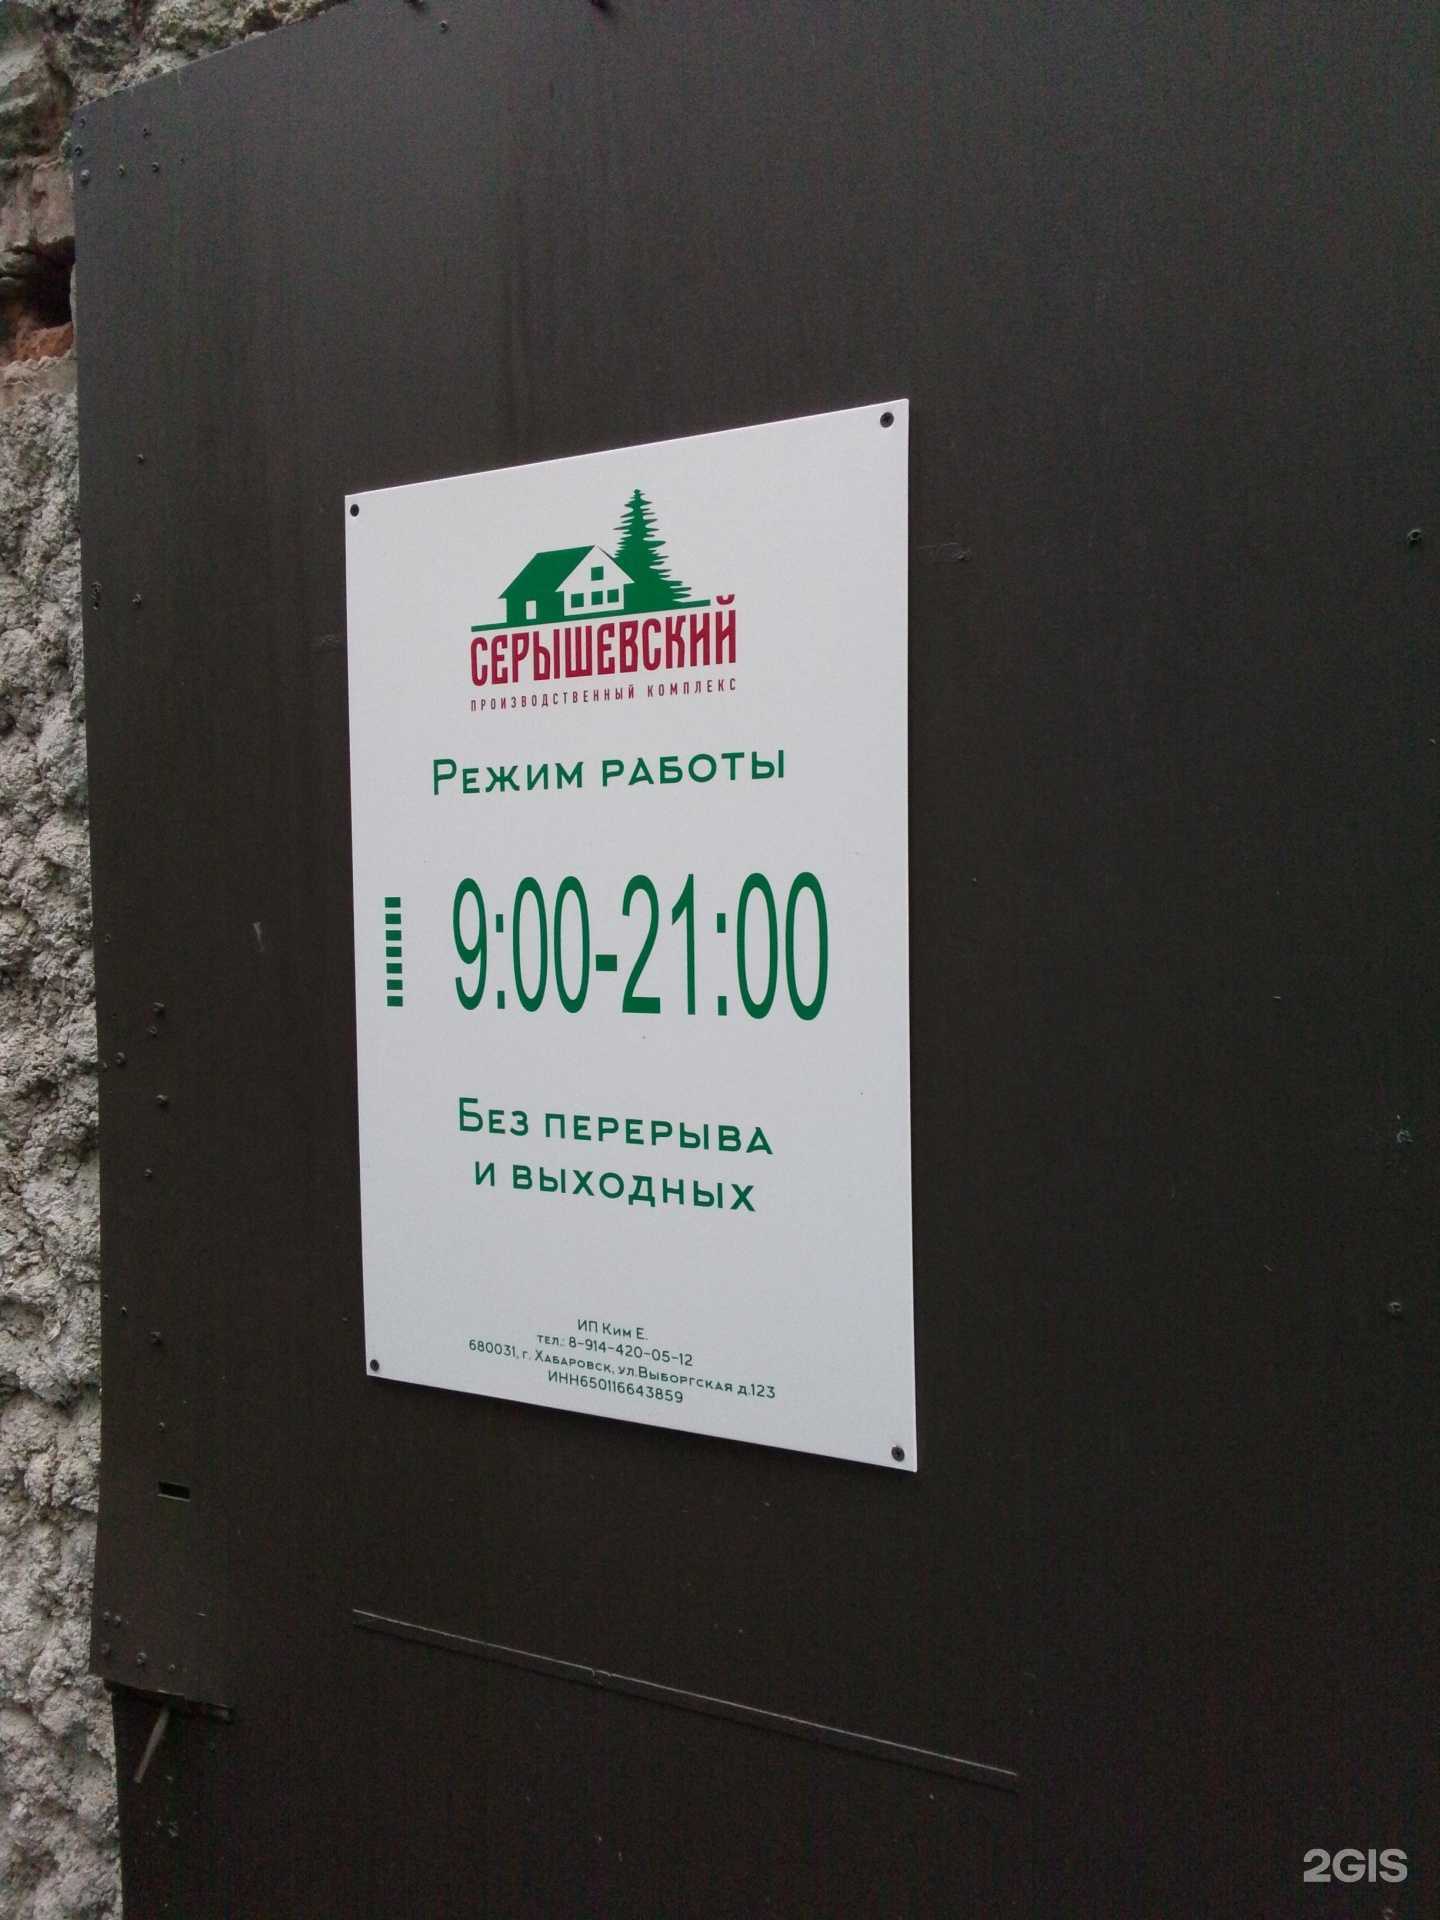 СЕРЫШЕВСКИЙ
ПРОИЗВОДСТВЕННЫЙ КОМПЛЕКС
РЕЖИМ РАБОТЫ
9:00-21:00
БЕЗ ПЕРЕРЫВА
И ВЫХОДНЫХ
ИП КИМ Е.
ТЕЛ.: 8-914-420-05-12
680031, г. ХАБАРОВСК, УЛ.ВЫБОРГСКАЯ Д.123
ИНН650116643859
2GIS